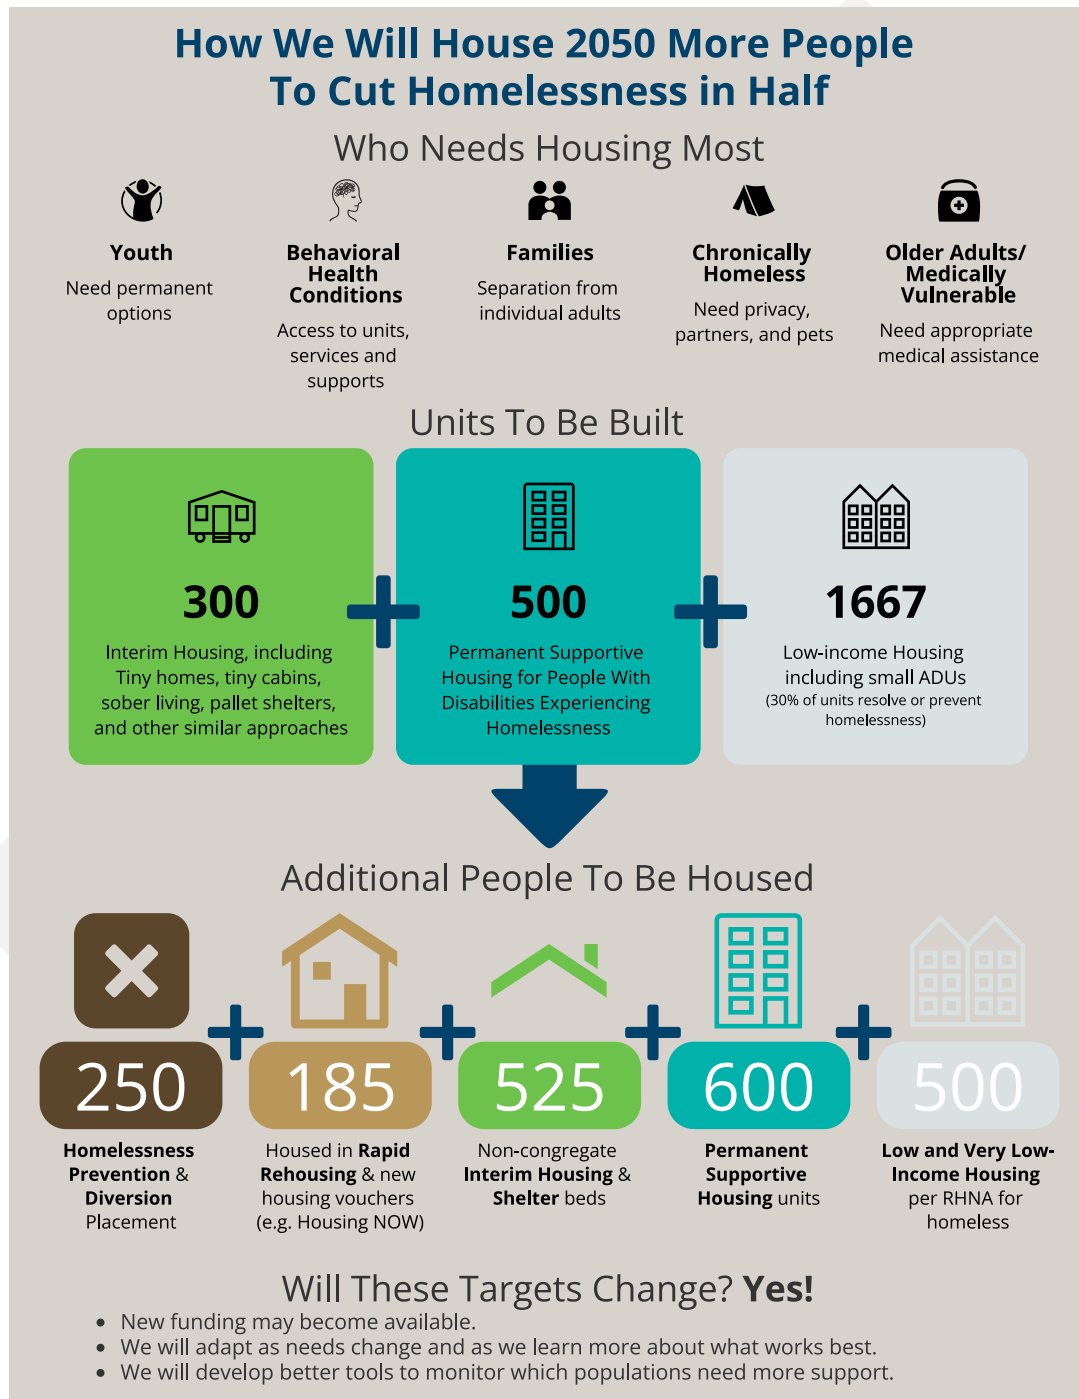 How We Will House 2050 More People
To Cut Homelessness in Half
Who Needs Housing Most
Youth
Need permanent
options
Behavioral
Health
Conditions
Access to units,
services and
supports
Families
Separation from
individual adults
Chronically
Homeless
Need privacy,
partners, and pets
Older Adults/
Medically
Vulnerable
Need appropriate
medical assistance
Units To Be Built
300
Interim Housing, including
Tiny homes, tiny cabins,
sober living, pallet shelters,
and other similar approaches
500
Permanent Supportive
Housing for People With
Disabilities Experiencing
Homelessness
1667
Low-income Housing
including small ADUs
(30% of units resolve or prevent
homelessness)
Additional People To Be Housed
250
Homelessness
Prevention &
Diversion
Placement
185
Housed in Rapid
Rehousing & new
housing vouchers
(e.g. Housing NOW)
525
Non-congregate
Interim Housing &
Shelter beds
600
Permanent
Supportive
Housing units
500
Low and Very Low-
Income Housing
per RHNA for
homeless
Will These Targets Change? Yes!
• New funding may become available.
• We will adapt as needs change and as we learn more about what works best.
• We will develop better tools to monitor which populations need more support.